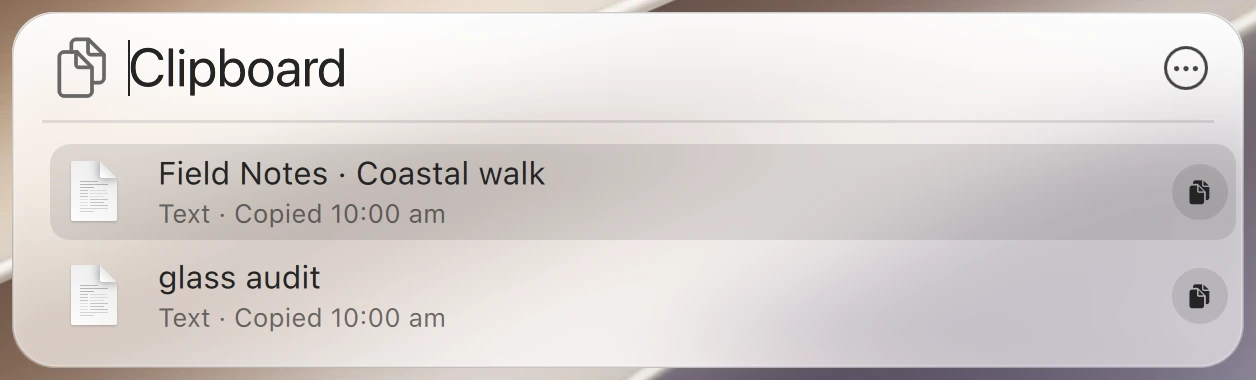 Clipboard
Field Notes · Coastal walk
Text · Copied 10:00 am
glass audit
Text · Copied 10:00 am